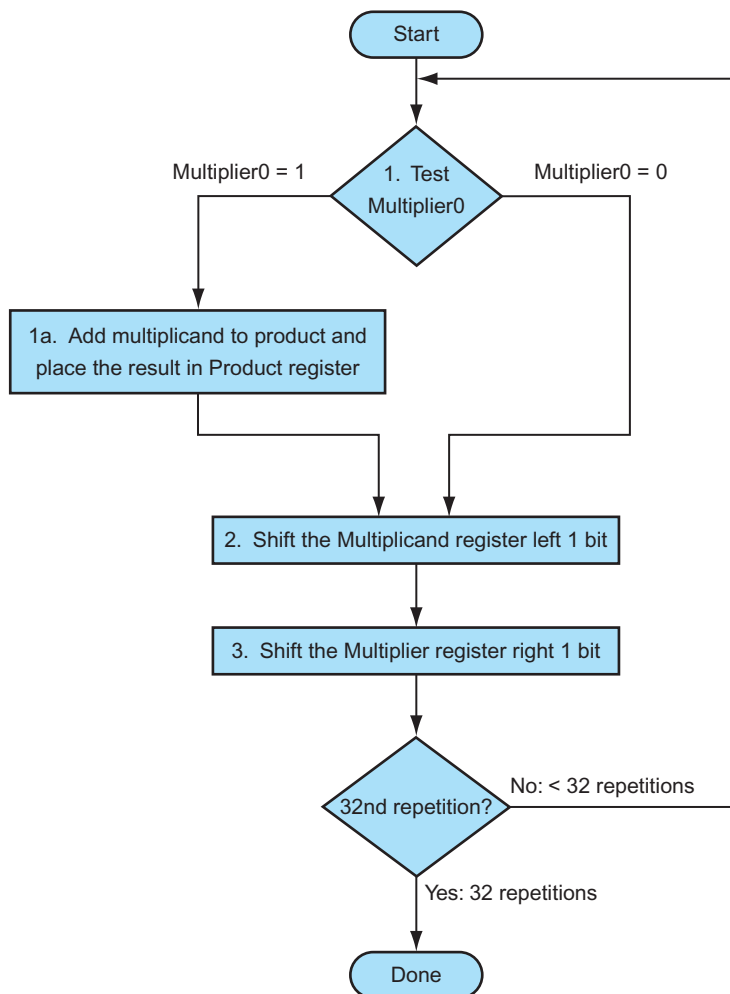 Start
Multiplier0 = 1
1. Test
Multiplier0
Multiplier0 = 0
1a. Add multiplicand to product and
place the result in Product register
2. Shift the Multiplicand register left 1 bit
3. Shift the Multiplier register right 1 bit
32nd repetition?
No: < 32 repetitions
Yes: 32 repetitions
Done